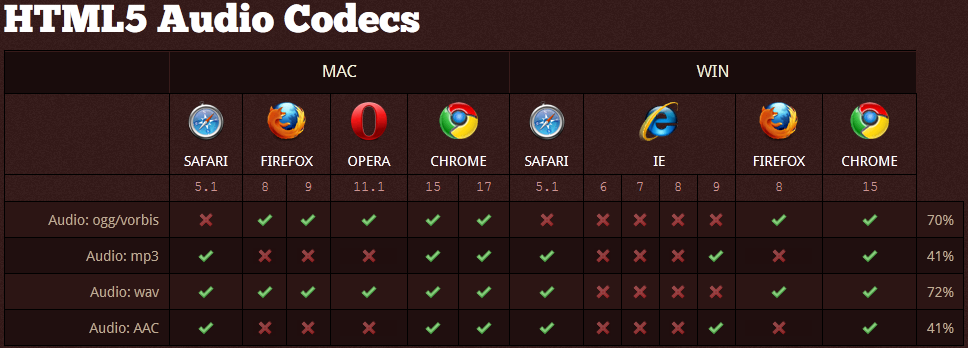 HTML5 Audio Codecs
MAC WIN
SAFARI FIREFOX OPERA CHROME SAFARI IE FIREFOX CHROME
5.1 8 9 11.1 15 17 5.1 6 7 8 9 8 15
Audio: ogg/vorbis 70%
Audio: mp3 41%
Audio: wav 72%
Audio: AAC 41%